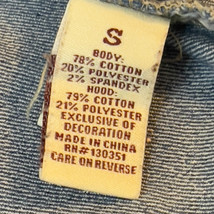 S
BODY:
78% COTTON
20% POLYESTER
2% SPANDEX
HOOD:
79% COTTON
21% POLYESTER
EXCLUSIVE OF
DECORATION
MADE IN CHINA
RN#130351
CARE ON REVERSE